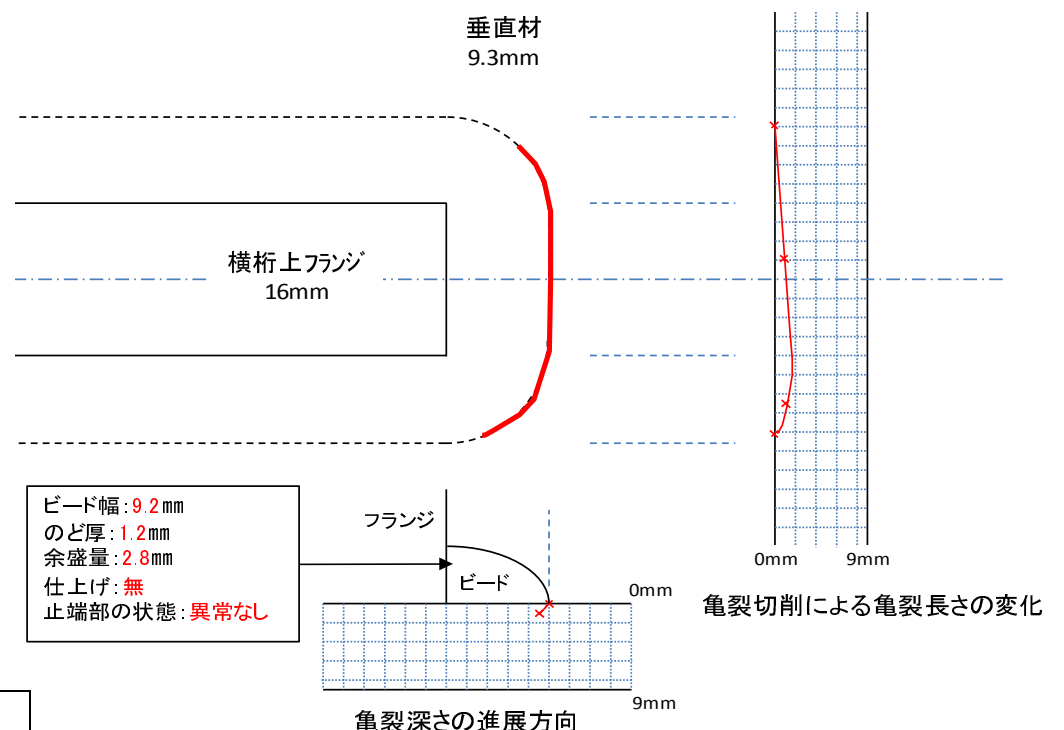 垂直材
9.3mm
横桁上フランジ
16mm
ビード幅:9.2mm
のど厚:1.2mm
余盛量:2.8mm
仕上げ:無
止端部の状態:異常なし
フランジ
ビード
0mm
9mm
亀裂深さの進展方向
0mm
9mm
亀裂切削による亀裂長さの変化